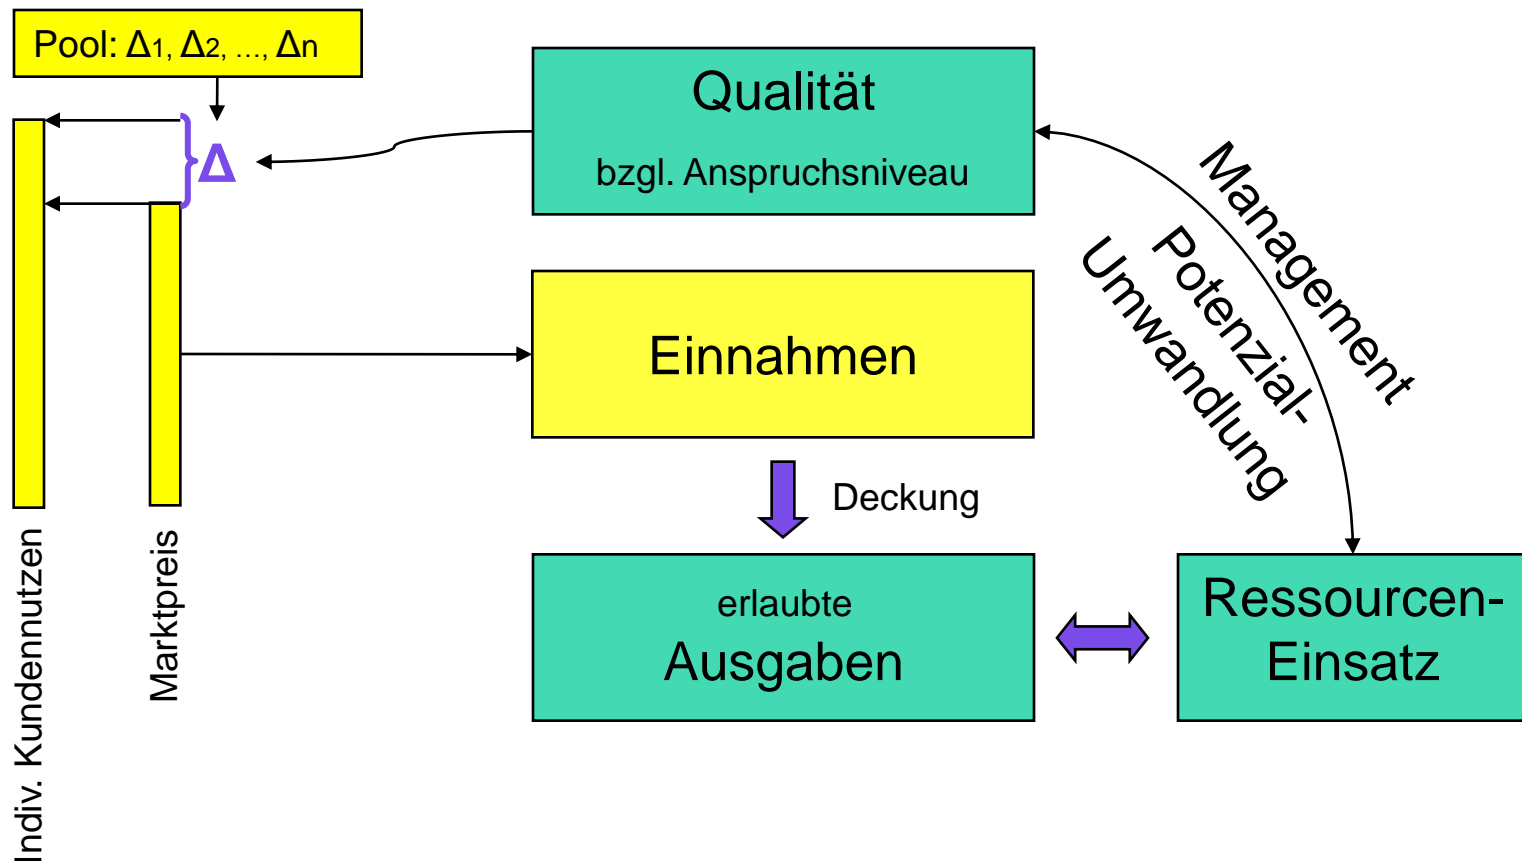 Pool: Δ1, Δ2, ..., Δn
Δ
Qualität
bzgl. Anspruchsniveau
Management
Potenzial-
Umwandlung
Einnahmen
Deckung
erlaubte
Ausgaben
Ressourcen-
Einsatz
Indiv. Kundennutzen
Marktpreis